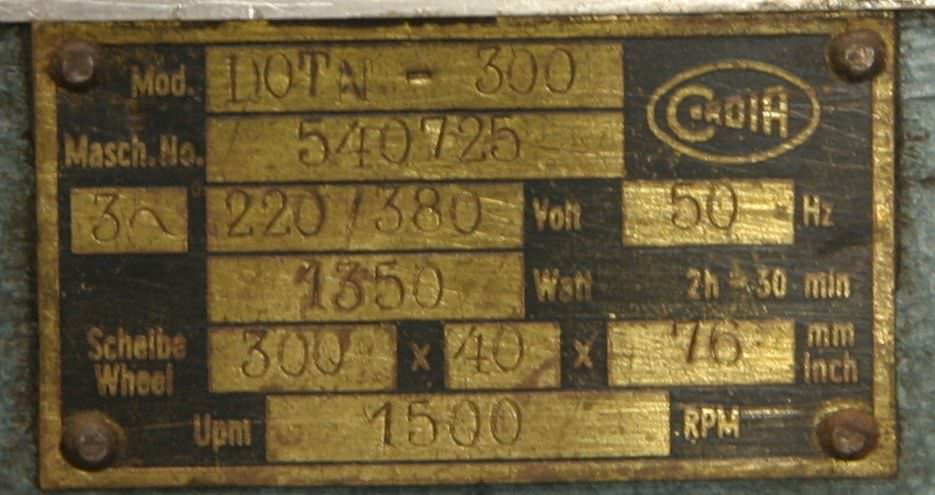 Mod. DOTN - 300
Masch. No. 540725
3~ 220/380 Volt 50 Hz
1350 Watt 2h - 30 min
Scheibe Wheel 300 x 40 x 76 mm inch
Upm 1500 RPM